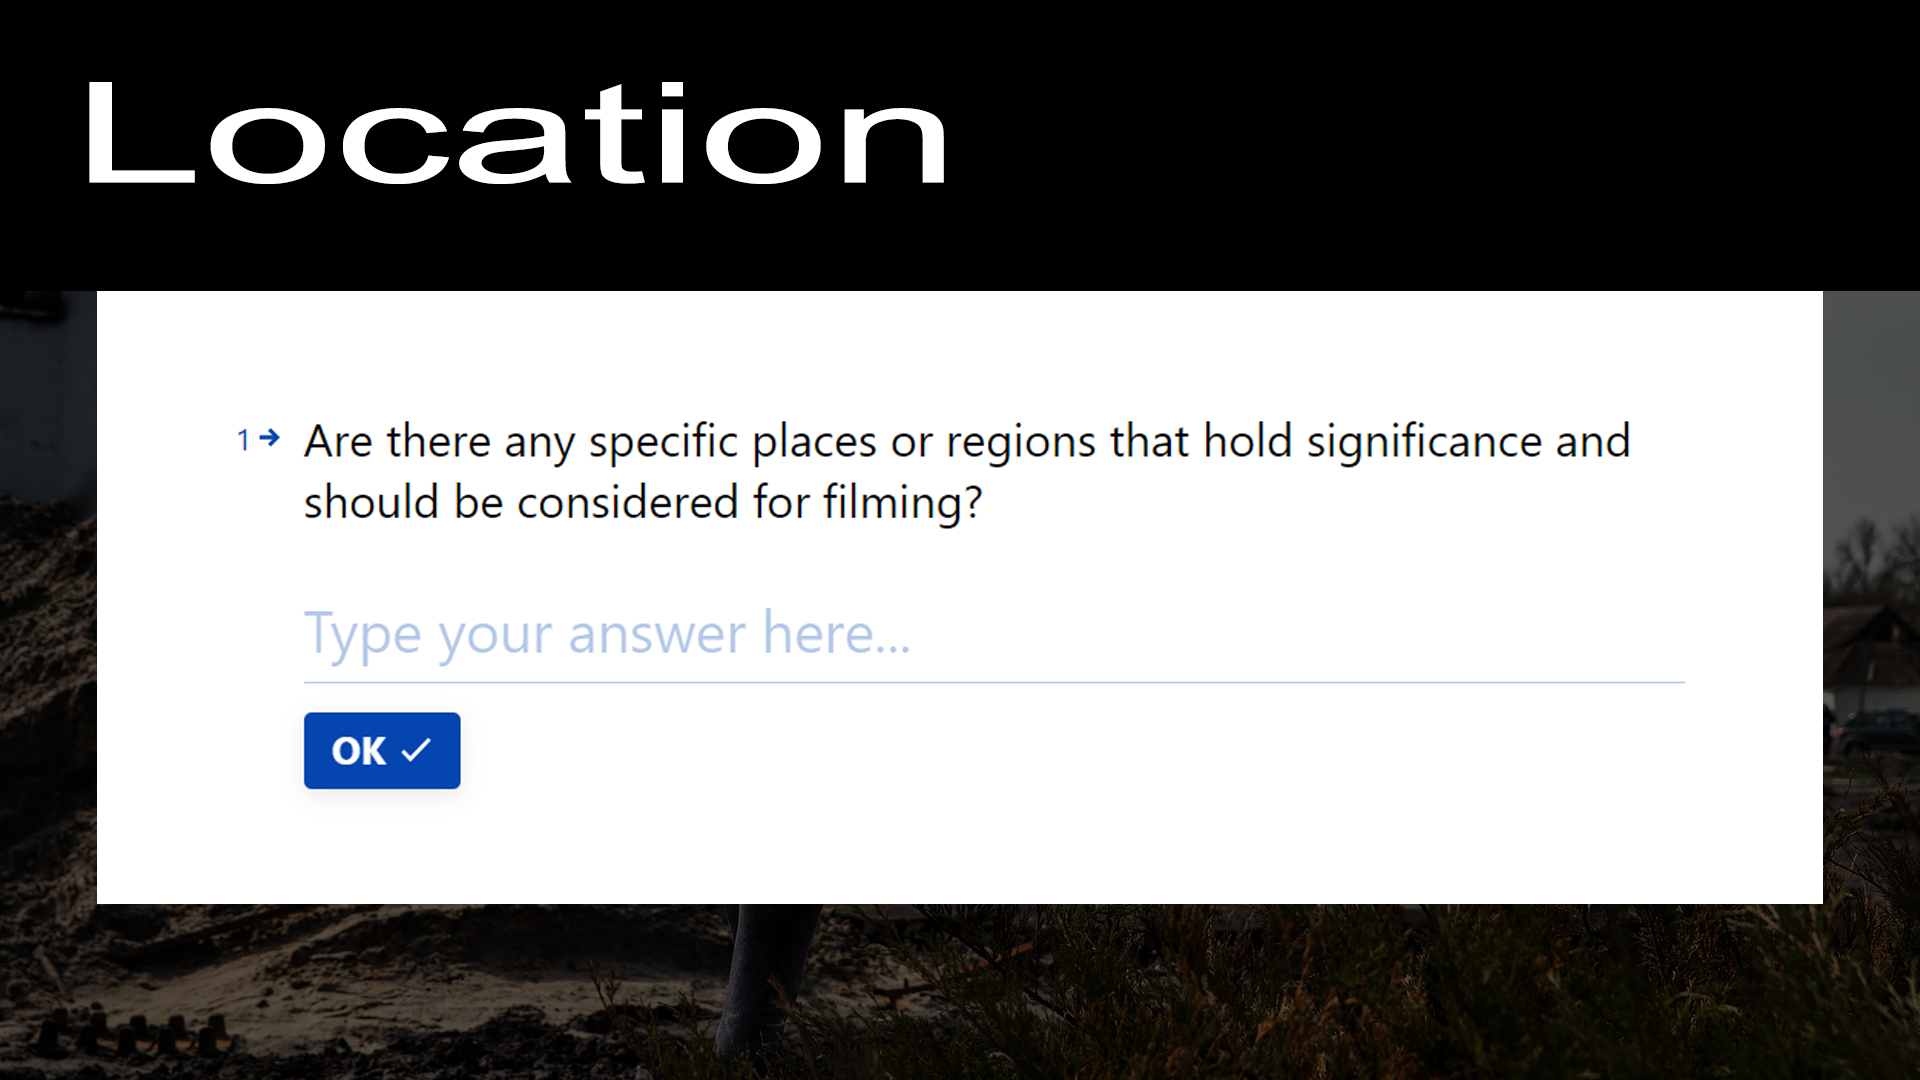 Location
1→ Are there any specific places or regions that hold significance and
should be considered for filming?
Type your answer here...
OK ✓